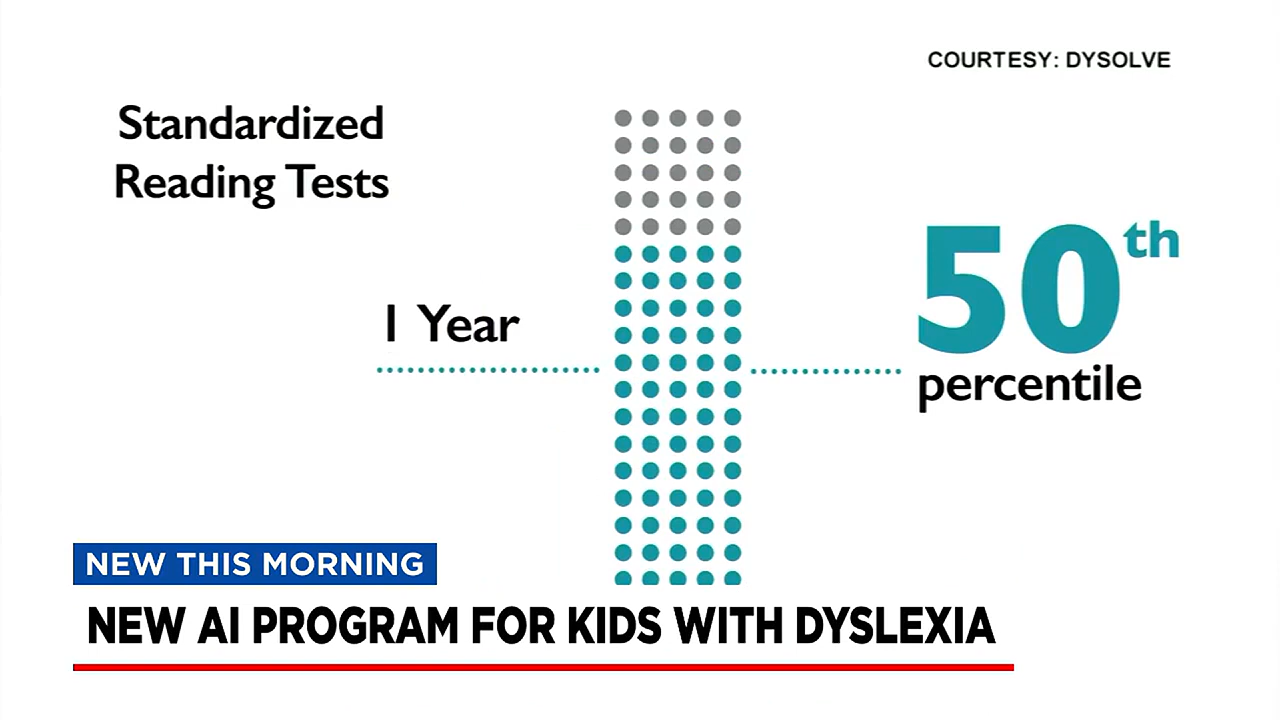 COURTESY: DYSOLVE
Standardized
Reading Tests
1 Year
50th
percentile
NEW THIS MORNING
NEW AI PROGRAM FOR KIDS WITH DYSLEXIA